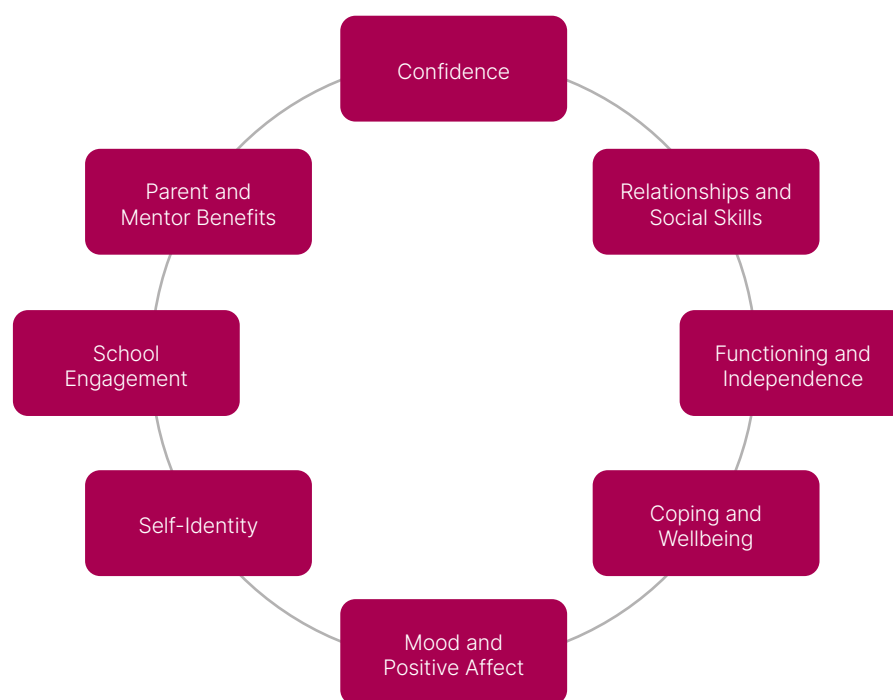 Confidence
Parent and
Mentor Benefits
Relationships and
Social Skills
School
Engagement
Functioning and
Independence
Self-Identity
Coping and
Wellbeing
Mood and
Positive Affect